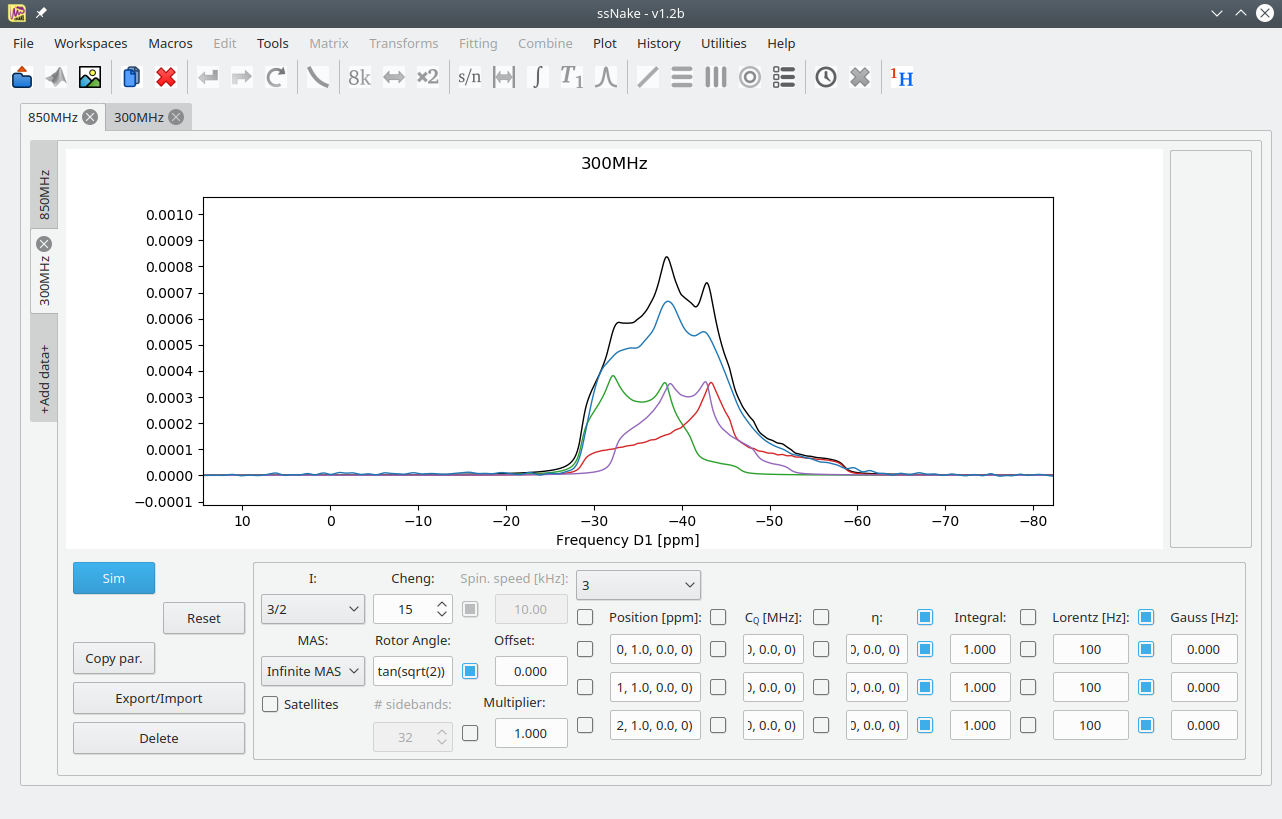 ssNake - v1.2b
File Workspaces Macros Edit Tools Matrix Transforms Fitting Combine Plot History Utilities Help
8k ×2 s/n ∫ T1 1H
850MHz 300MHz
850MHz
300MHz
+Add data+
300MHz
0.0010
0.0009
0.0008
0.0007
0.0006
0.0005
0.0004
0.0003
0.0002
0.0001
0.0000
−0.0001
10 0 −10 −20 −30 −40 −50 −60 −70 −80
Frequency D1 [ppm]
Sim
Reset
Copy par.
Export/Import
Delete
I: Cheng: Spin. speed [kHz]: 3
3/2 15 10.00
MAS: Rotor Angle: Offset:
Infinite MAS tan(sqrt(2)) 0.000
Satellites # sidebands: Multiplier:
32 1.000
Position [ppm]: CQ [MHz]: η: Integral: Lorentz [Hz]: Gauss [Hz]:
0, 1.0, 0.0, 0) ), 0.0, 0) 0, 0.0, 0) 1.000 100 0.000
1, 1.0, 0.0, 0) ), 0.0, 0) 0, 0.0, 0) 1.000 100 0.000
2, 1.0, 0.0, 0) ), 0.0, 0) 0, 0.0, 0) 1.000 100 0.000